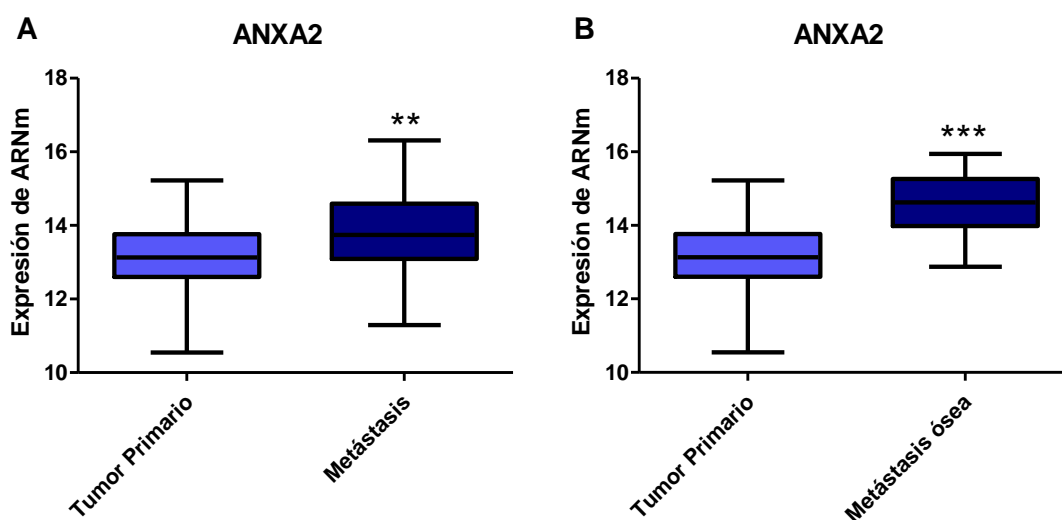 A
ANXA2
Expresión de ARNm
18
16
14
12
10
**
Tumor Primario
Metástasis
B
ANXA2
Expresión de ARNm
18
16
14
12
10
***
Tumor Primario
Metástasis ósea